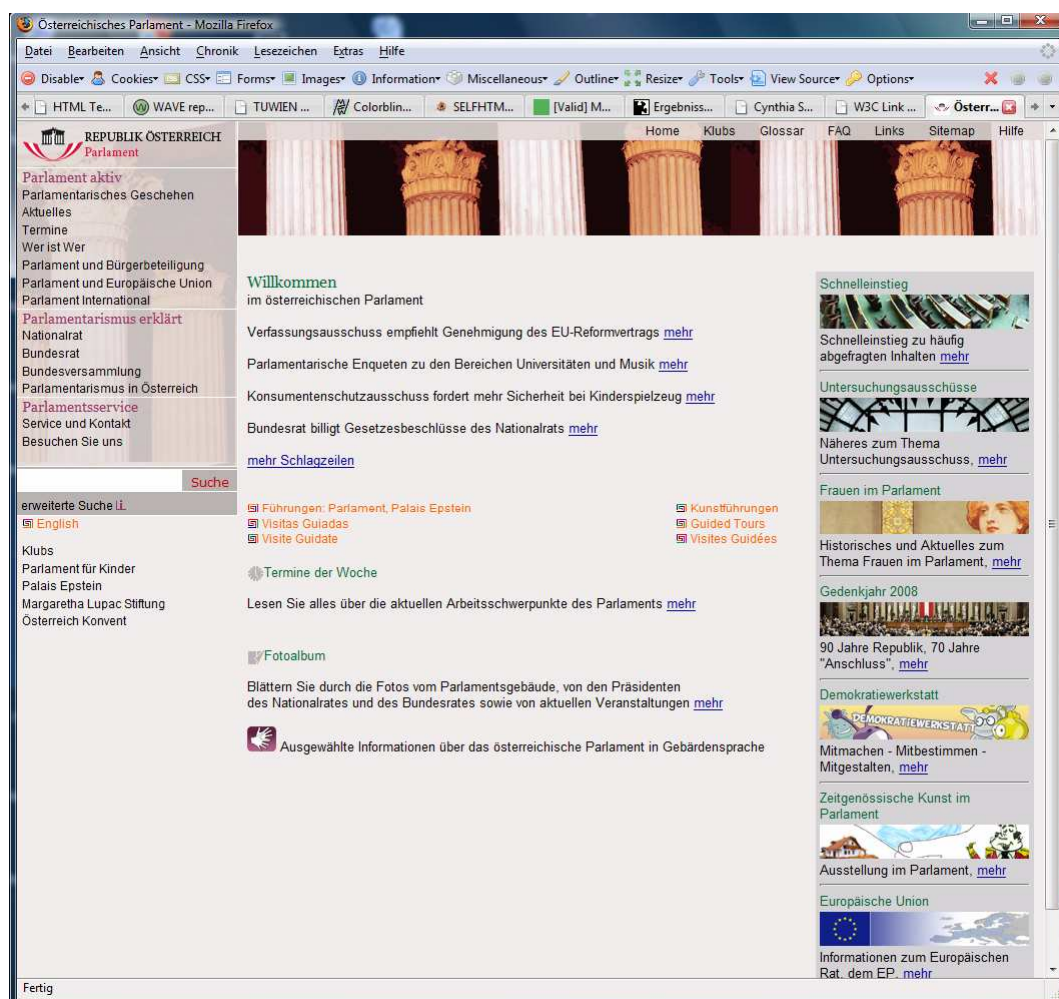 Österreichisches Parlament - Mozilla Firefox
Datei Bearbeiten Ansicht Chronik Lesezeichen Extras Hilfe
Disable Cookies CSS Forms Images Information Miscellaneous Outline Resize Tools View Source Options
HTML Te... WAVE rep... TUWIEN ... Colorblin... SELFHTM... [Valid] M... Ergebniss... Cynthia S... W3C Link ... Österr...
REPUBLIK ÖSTERREICH
Parlament
Home Klubs Glossar FAQ Links Sitemap Hilfe
Parlament aktiv
Parlamentarisches Geschehen
Aktuelles
Termine
Wer ist Wer
Parlament und Bürgerbeteiligung
Parlament und Europäische Union
Parlament International
Parlamentarismus erklärt
Nationalrat
Bundesrat
Bundesversammlung
Parlamentarismus in Österreich
Parlamentsservice
Service und Kontakt
Besuchen Sie uns
Suche
erweiterte Suche
English
Klubs
Parlament für Kinder
Palais Epstein
Margaretha Lupac Stiftung
Österreich Konvent
Willkommen
im österreichischen Parlament
Verfassungsausschuss empfiehlt Genehmigung des EU-Reformvertrags mehr
Parlamentarische Enqueten zu den Bereichen Universitäten und Musik mehr
Konsumentenschutzausschuss fordert mehr Sicherheit bei Kinderspielzeug mehr
Bundesrat billigt Gesetzesbeschlüsse des Nationalrats mehr
mehr Schlagzeilen
Führungen: Parlament, Palais Epstein Kunstführungen
Visitas Guiadas Guided Tours
Visite Guidate Visites Guidées
Termine der Woche
Lesen Sie alles über die aktuellen Arbeitsschwerpunkte des Parlaments mehr
Fotoalbum
Blättern Sie durch die Fotos vom Parlamentsgebäude, von den Präsidenten
des Nationalrates und des Bundesrates sowie von aktuellen Veranstaltungen mehr
Ausgewählte Informationen über das österreichische Parlament in Gebärdensprache
Schnelleinstieg
Schnelleinstieg zu häufig
abgefragten Inhalten mehr
Untersuchungsausschüsse
Näheres zum Thema
Untersuchungsausschuss, mehr
Frauen im Parlament
Historisches und Aktuelles zum
Thema Frauen im Parlament, mehr
Gedenkjahr 2008
90 Jahre Republik, 70 Jahre
"Anschluss", mehr
Demokratiewerkstatt
DEMOKRATIEWERKSTATT
Mitmachen - Mitbestimmen -
Mitgestalten, mehr
Zeitgenössische Kunst im
Parlament
Ausstellung im Parlament, mehr
Europäische Union
Informationen zum Europäischen
Rat, dem EP, mehr
Fertig